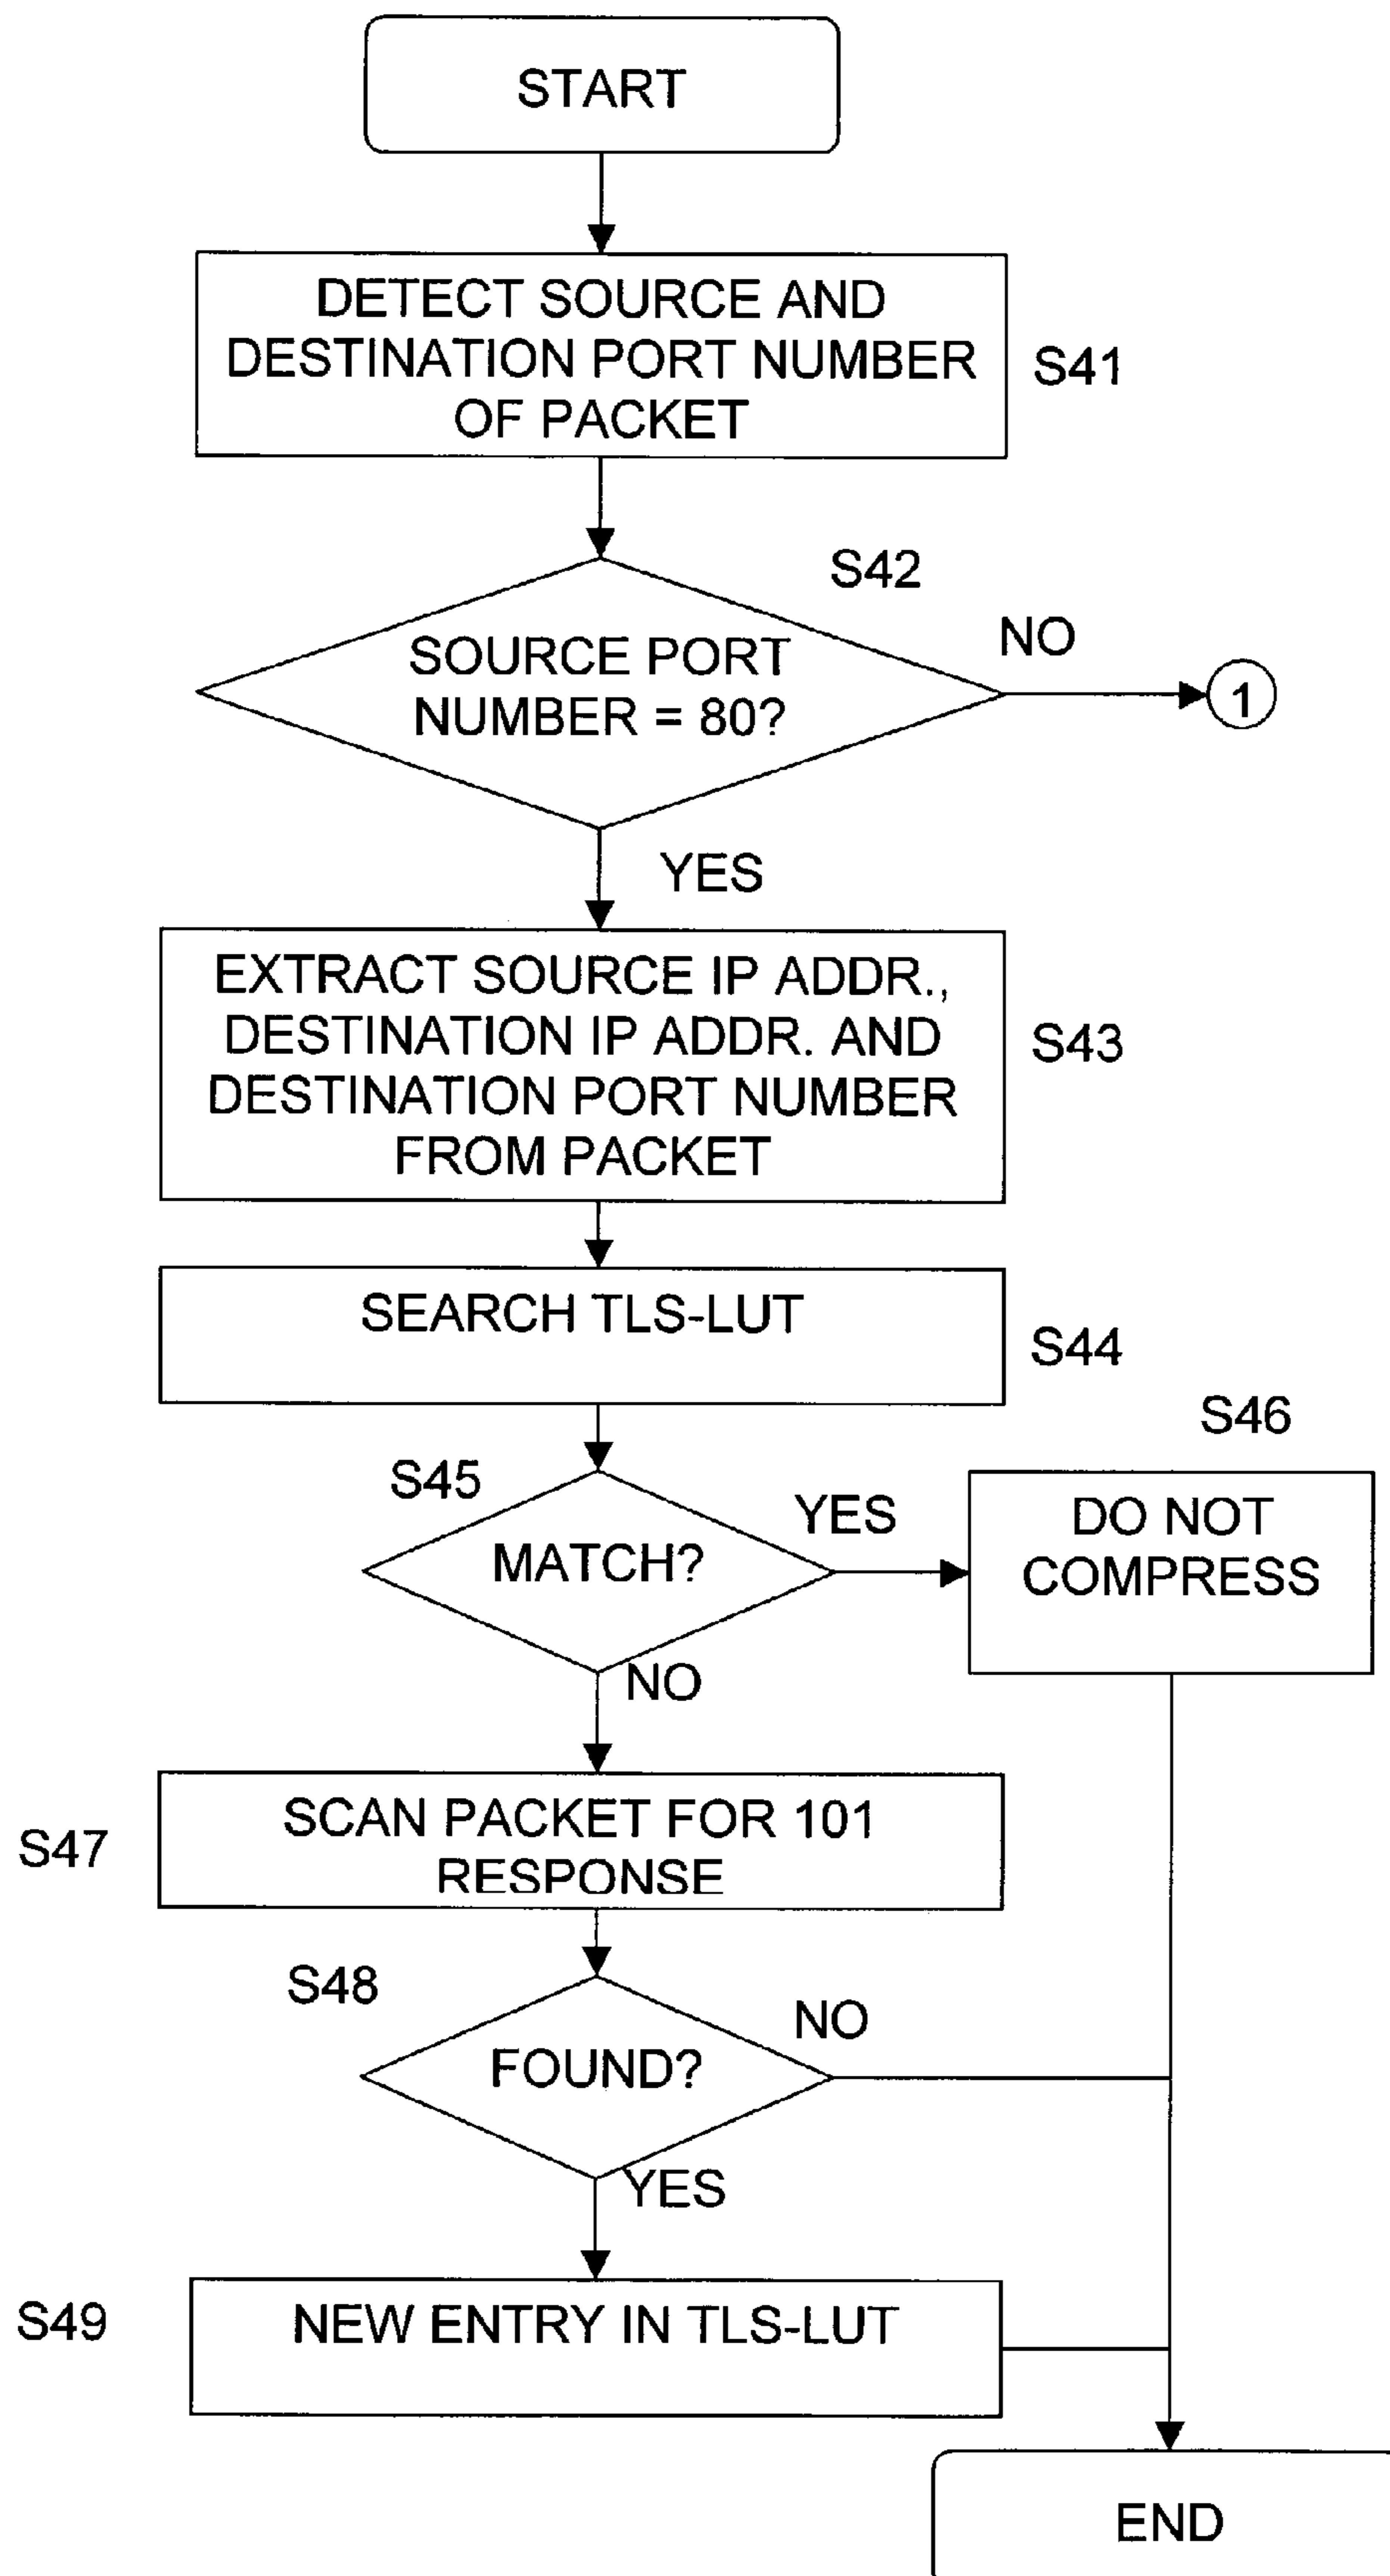 START
DETECT SOURCE AND
DESTINATION PORT NUMBER
OF PACKET
S41
S42
SOURCE PORT
NUMBER = 80?
NO
1
YES
EXTRACT SOURCE IP ADDR.,
DESTINATION IP ADDR. AND
DESTINATION PORT NUMBER
FROM PACKET
S43
SEARCH TLS-LUT
S44
S45
MATCH?
YES
S46
DO NOT
COMPRESS
NO
S47
SCAN PACKET FOR 101
RESPONSE
S48
FOUND?
NO
YES
S49
NEW ENTRY IN TLS-LUT
END